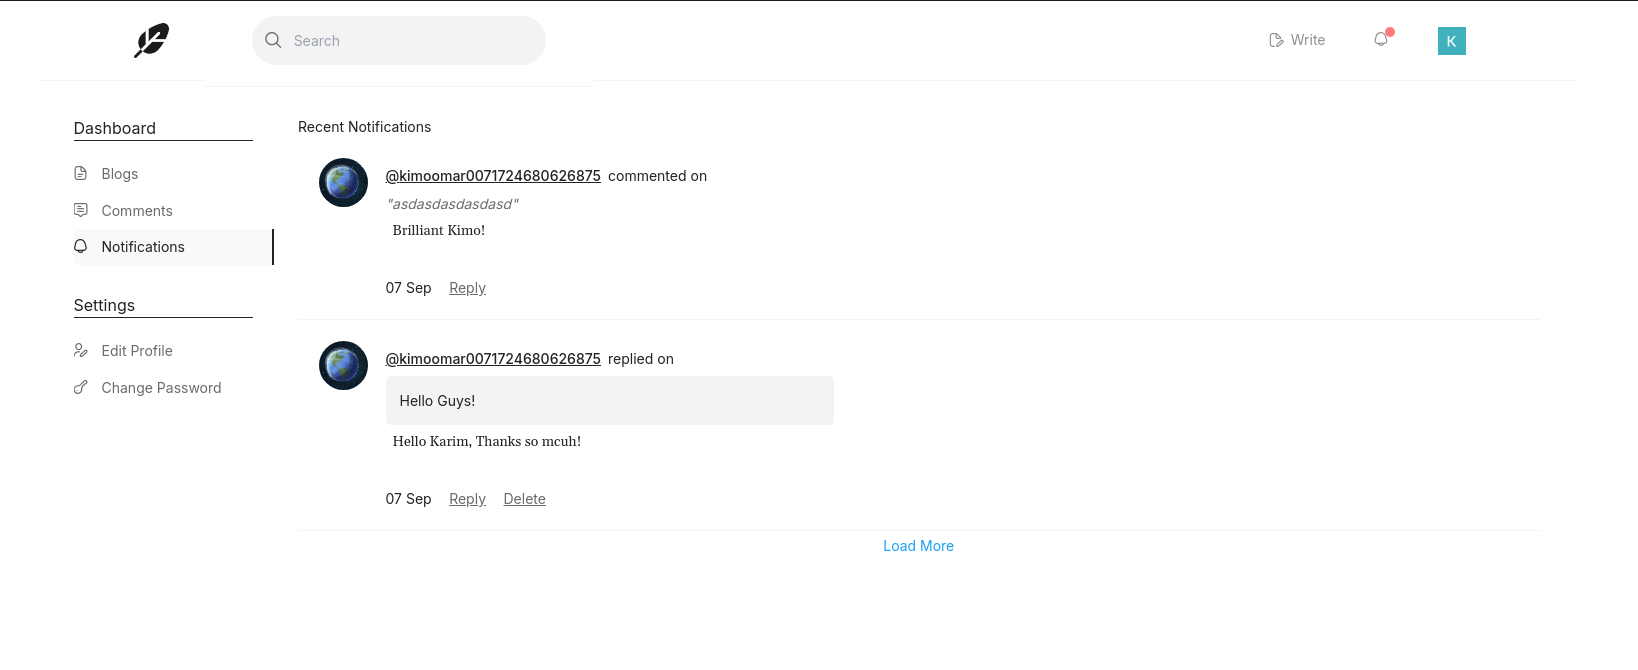 Search
Write
K
Dashboard
Blogs
Comments
Notifications
Settings
Edit Profile
Change Password
Recent Notifications
@kimoomar0071724680626875 commented on
"asdasdasdasdasd"
Brilliant Kimo!
07 Sep Reply
@kimoomar0071724680626875 replied on
Hello Guys!
Hello Karim, Thanks so mcuh!
07 Sep Reply Delete
Load More